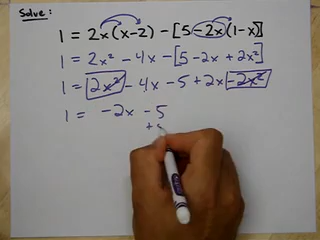 Solve:
1 = 2x(x-2) - [5 - 2x(1-x)]
1 = 2x² - 4x - [5 - 2x + 2x²]
1 = 2x² - 4x - 5 + 2x - 2x²
1 = -2x - 5